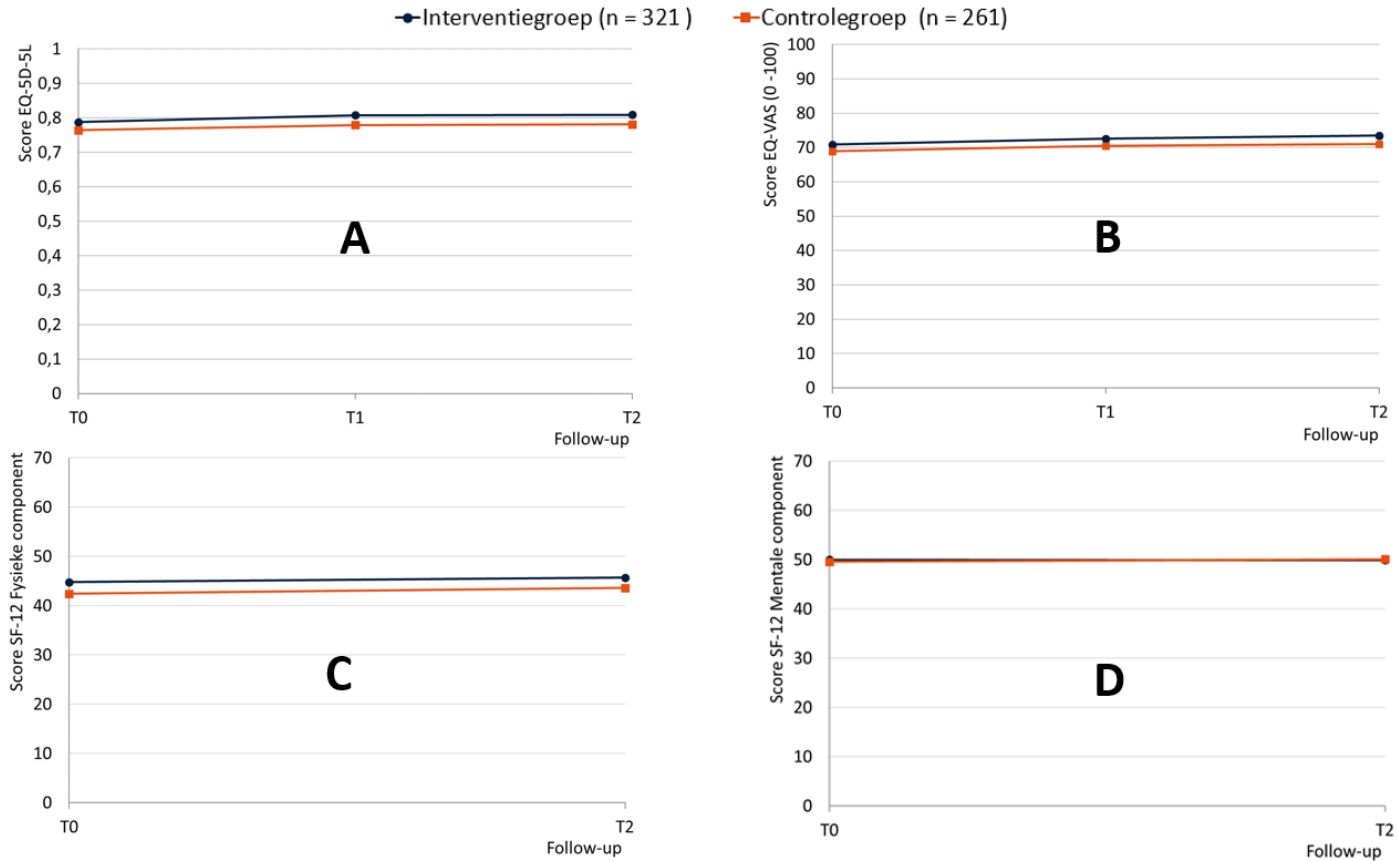 Interventiegroep (n = 321 )
Controlegroep (n = 261)
Score EQ-5D-5L
1
0,9
0,8
0,7
0,6
0,5
0,4
0,3
0,2
0,1
0
A
T0 T1 T2
Follow-up
Score EQ-VAS (0 -100)
100
90
80
70
60
50
40
30
20
10
0
B
T0 T1 T2
Follow-up
Score SF-12 Fysieke component
70
60
50
40
30
20
10
0
C
T0 T2
Follow-up
Score SF-12 Mentale component
70
60
50
40
30
20
10
0
D
T0 T2
Follow-up